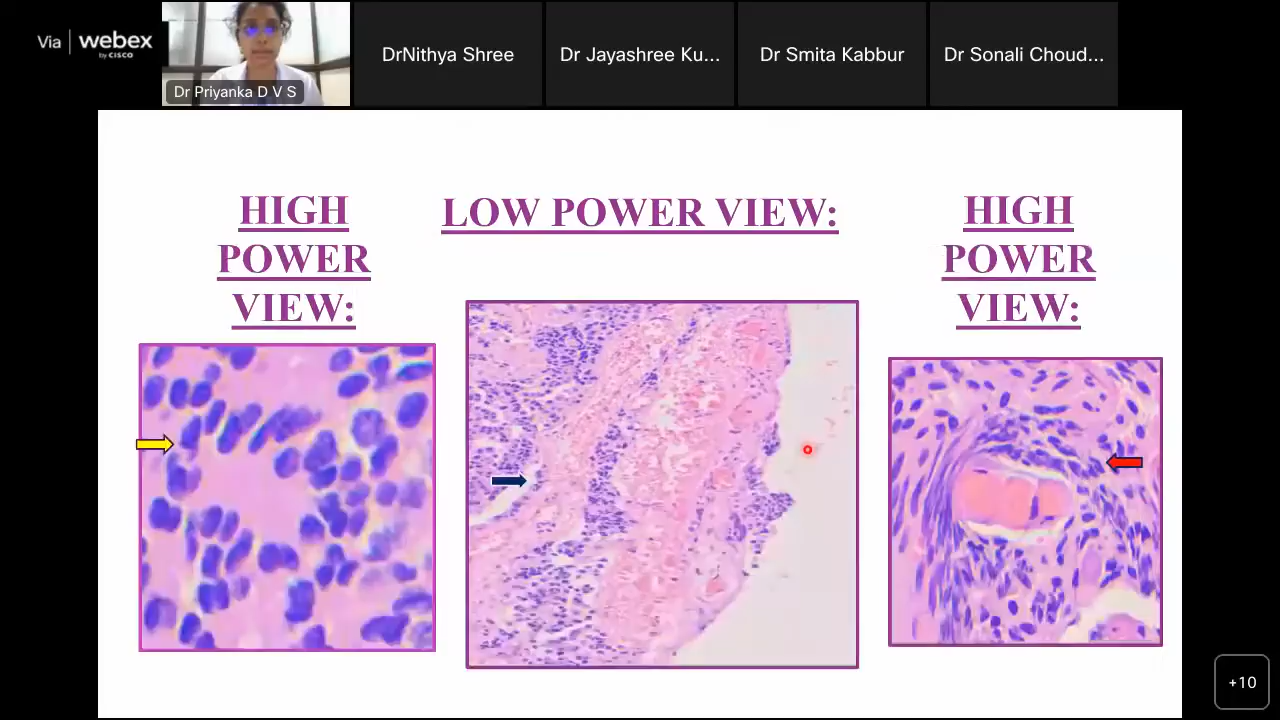 Via webex
by CISCO
Dr Priyanka D V S
DrNithya Shree
Dr Jayashree Ku...
Dr Smita Kabbur
Dr Sonali Choud...
HIGH
POWER
VIEW:
LOW POWER VIEW:
HIGH
POWER
VIEW:
+10